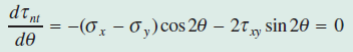 dτ_nt/dθ = −(σ_x − σ_y) cos 2θ − 2τ_xy sin 2θ = 0